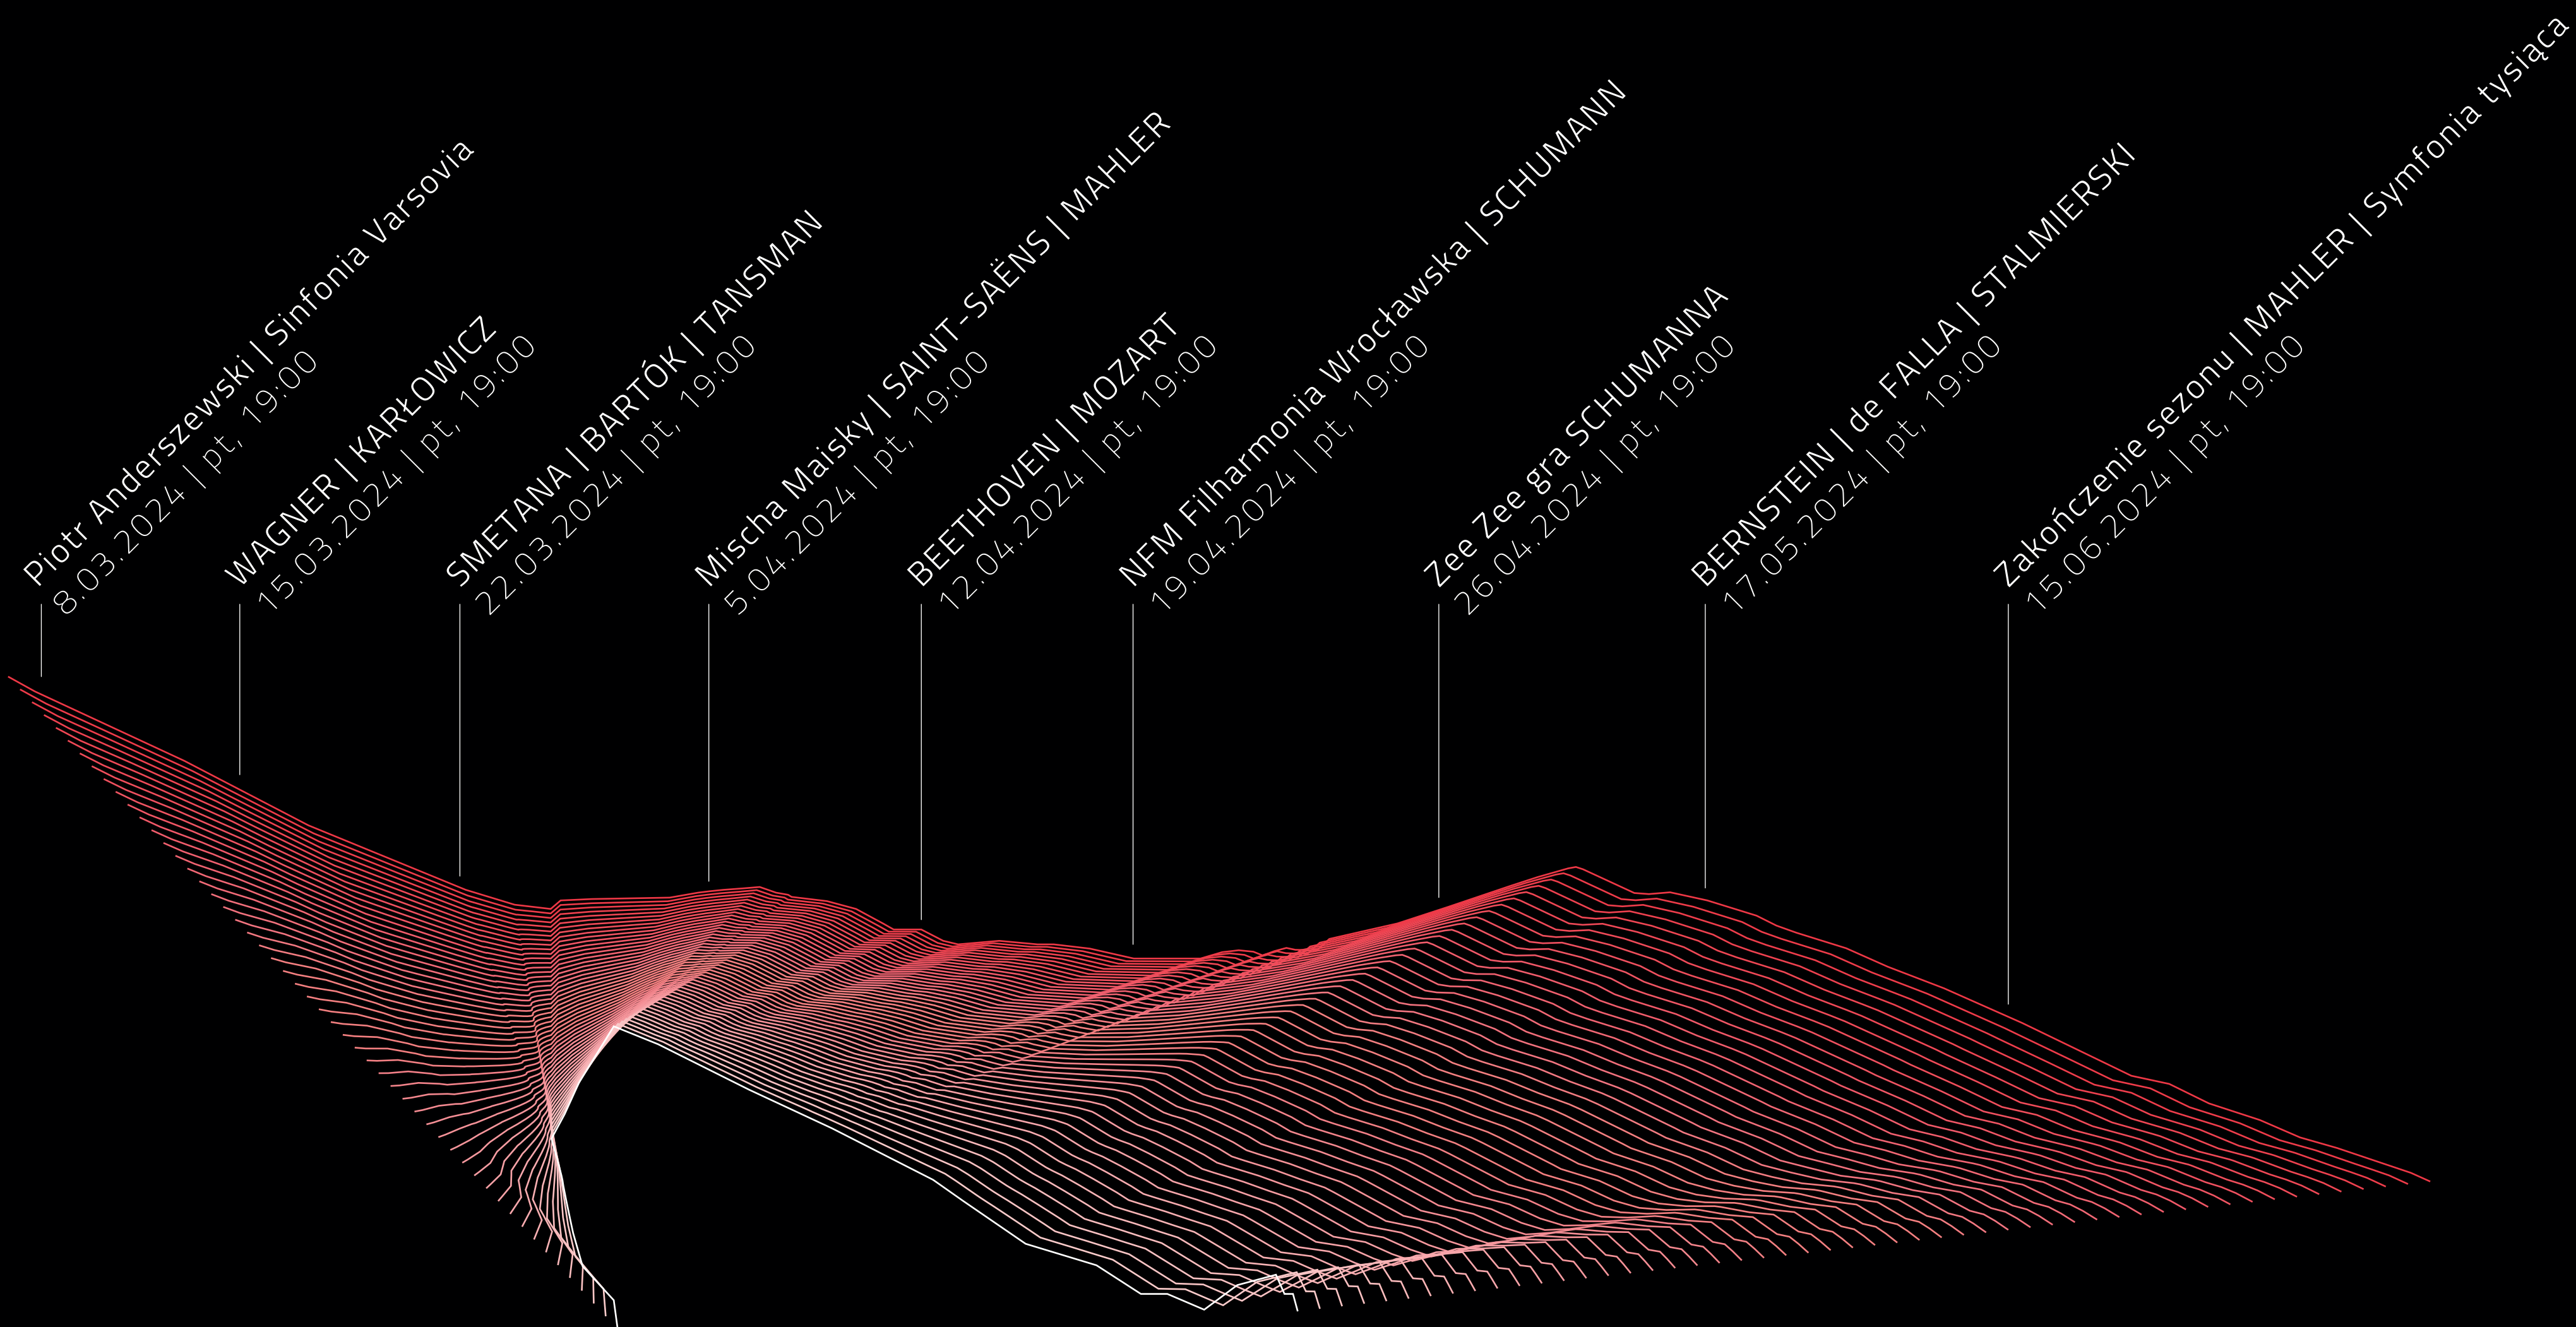 Piotr Anderszewski | Sinfonia Varsovia
8.03.2024 | pt, 19:00
WAGNER | KARŁOWICZ
15.03.2024 | pt, 19:00
SMETANA | BARTÓK | TANSMAN
22.03.2024 | pt, 19:00
Mischa Maisky | SAINT-SAËNS | MAHLER
5.04.2024 | pt, 19:00
BEETHOVEN | MOZART
12.04.2024 | pt, 19:00
NFM Filharmonia Wrocławska | SCHUMANN
19.04.2024 | pt, 19:00
Zee Zee gra SCHUMANNA
26.04.2024 | pt, 19:00
BERNSTEIN | de FALLA | STALMIERSKI
17.05.2024 | pt, 19:00
Zakończenie sezonu | MAHLER | Symfonia tysiąca
15.06.2024 | pt, 19:00